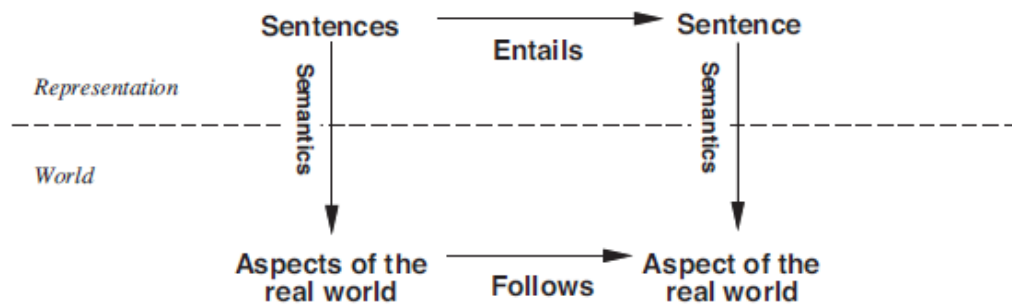 Sentences
Sentence
Entails
Representation
Semantics
Semantics
World
Aspects of the
real world
Follows
Aspect of the
real world